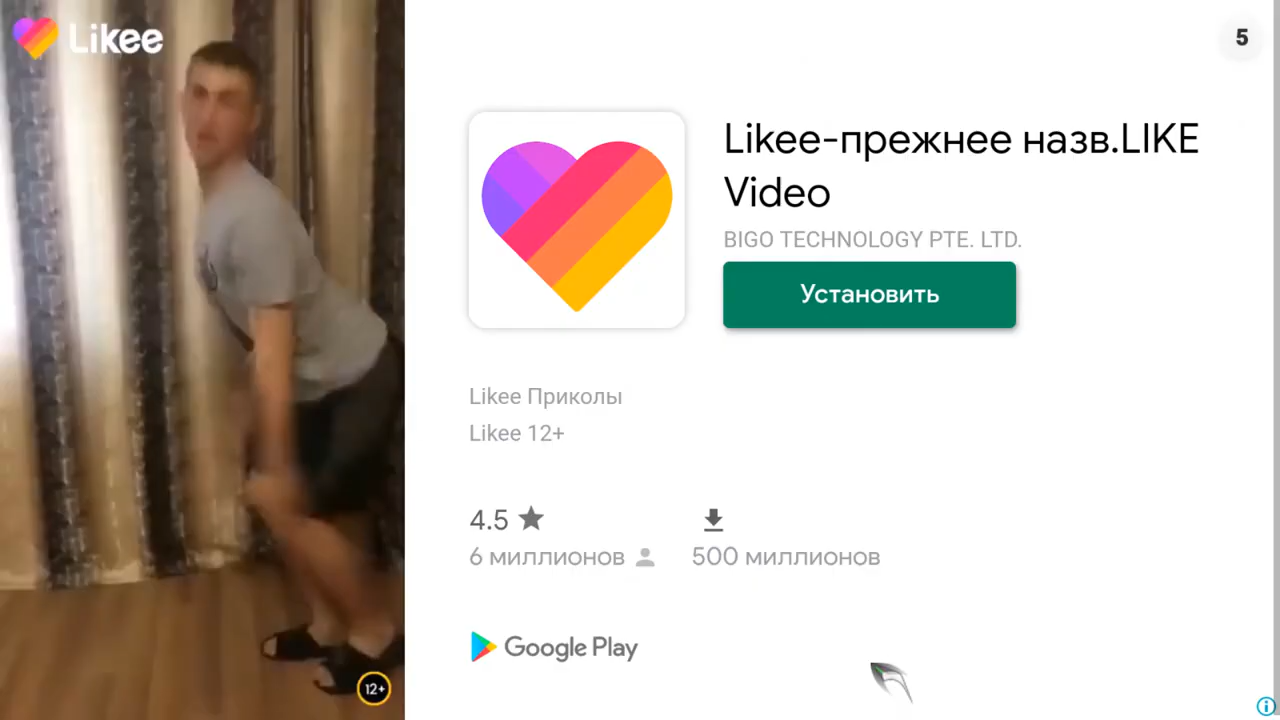 Likee
5
Likee-прежнее назв.LIKE
Video
BIGO TECHNOLOGY PTE. LTD.
Установить
Likee Приколы
Likee 12+
4.5
6 миллионов
500 миллионов
Google Play
12+